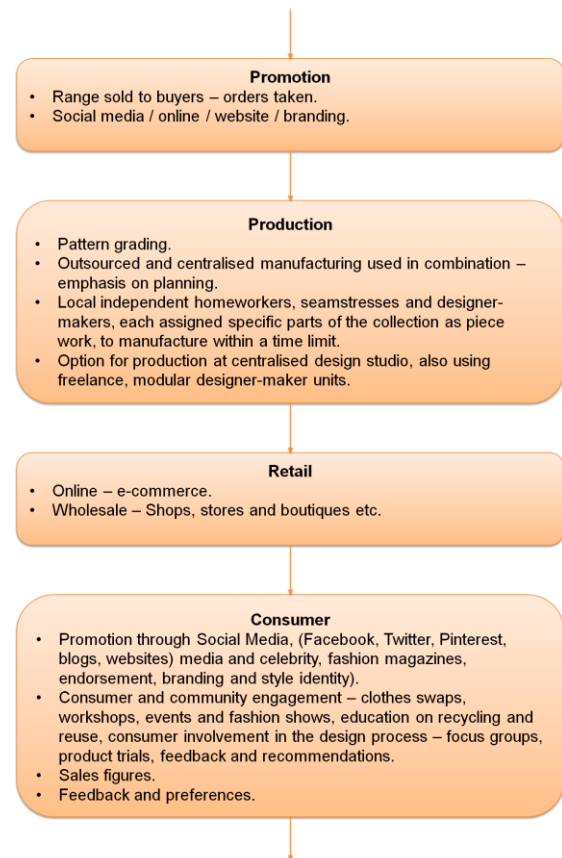 Promotion
• Range sold to buyers – orders taken.
• Social media / online / website / branding.
Production
• Pattern grading.
• Outsourced and centralised manufacturing used in combination –
emphasis on planning.
• Local independent homeworkers, seamstresses and designer-
makers, each assigned specific parts of the collection as piece
work, to manufacture within a time limit.
• Option for production at centralised design studio, also using
freelance, modular designer-maker units.
Retail
• Online – e-commerce.
• Wholesale – Shops, stores and boutiques etc.
Consumer
• Promotion through Social Media, (Facebook, Twitter, Pinterest,
blogs, websites) media and celebrity, fashion magazines,
endorsement, branding and style identity).
• Consumer and community engagement – clothes swaps,
workshops, events and fashion shows, education on recycling and
reuse, consumer involvement in the design process – focus groups,
product trials, feedback and recommendations.
• Sales figures.
• Feedback and preferences.